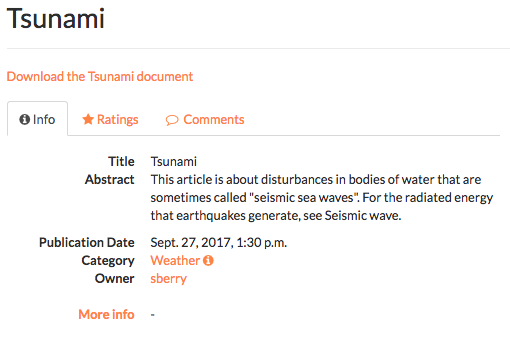 Tsunami
Download the Tsunami document
Info Ratings Comments
Title Tsunami
Abstract This article is about disturbances in bodies of water that are
sometimes called "seismic sea waves". For the radiated energy
that earthquakes generate, see Seismic wave.
Publication Date Sept. 27, 2017, 1:30 p.m.
Category Weather
Owner sberry
More info -